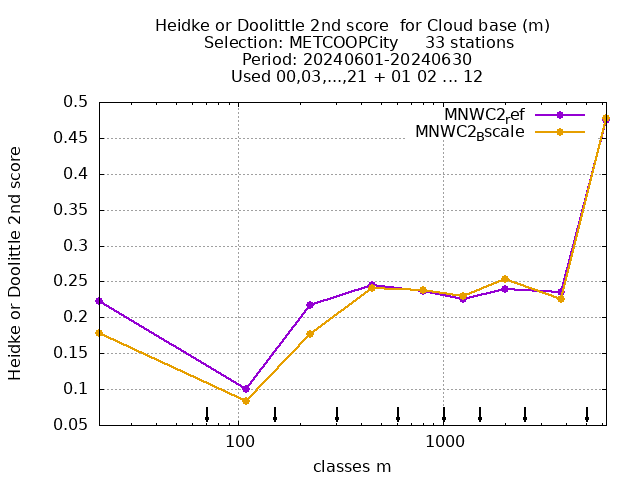 Heidke or Doolittle 2nd score  for Cloud base (m)
Selection: METCOOPCity     33 stations
Period: 20240601-20240630
Used 00,03,...,21 + 01 02 ... 12
MNWC2ref
MNWC2Bscale
Heidke or Doolittle 2nd score
0.5
0.45
0.4
0.35
0.3
0.25
0.2
0.15
0.1
0.05
100
1000
classes m